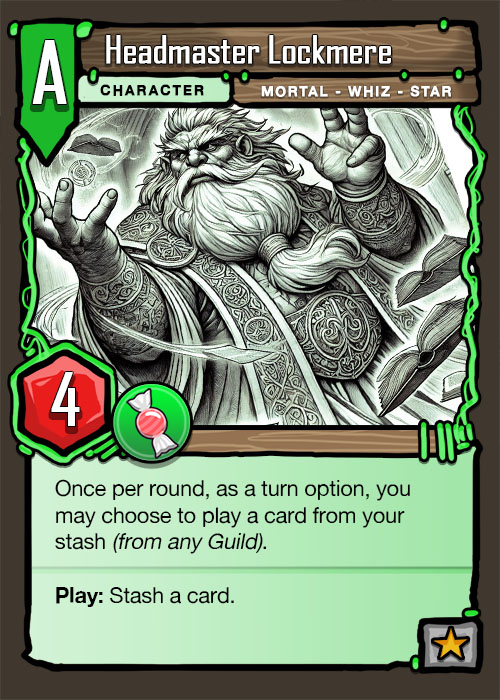 A
Headmaster Lockmere
CHARACTER
MORTAL - WHIZ - STAR
4
Once per round, as a turn option, you
may choose to play a card from your
stash (from any Guild).
Play: Stash a card.